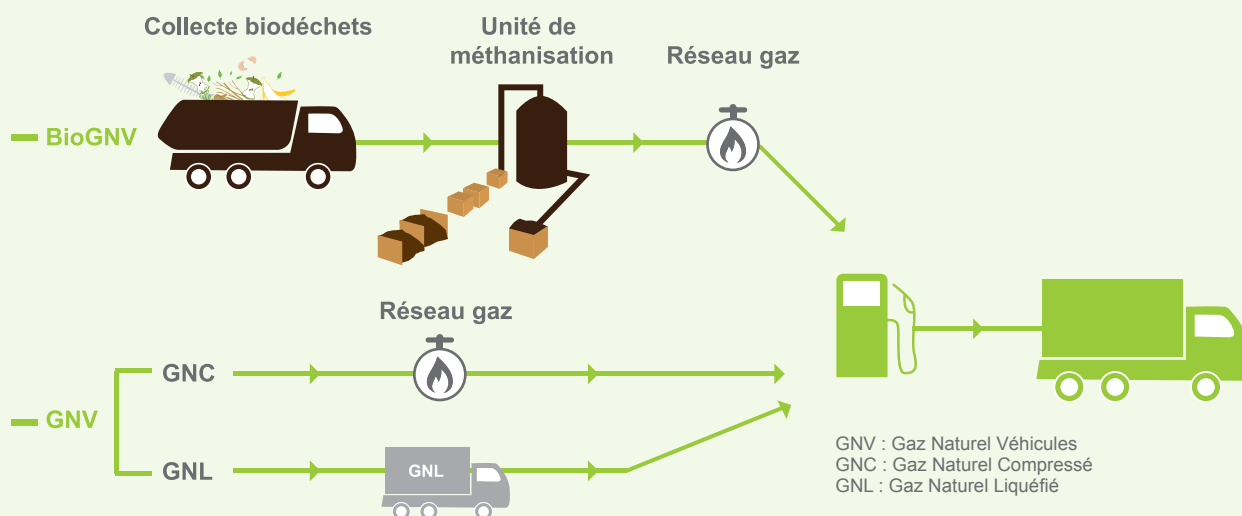 Collecte biodéchets
Unité de
méthanisation
Réseau gaz
BioGNV
Réseau gaz
GNC
GNV
GNL
GNL
GNV : Gaz Naturel Véhicules
GNC : Gaz Naturel Compressé
GNL : Gaz Naturel Liquéfié